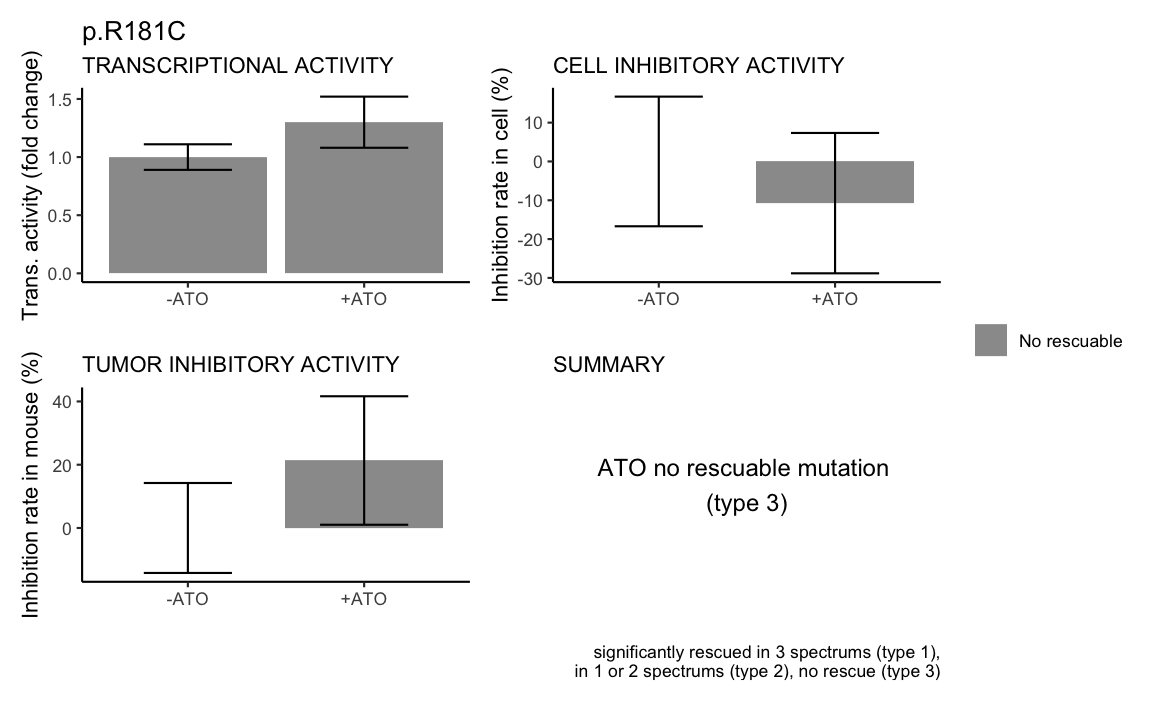 p.R181C
TRANSCRIPTIONAL ACTIVITY
Trans. activity (fold change)
1.5
1.0
0.5
0.0
-ATO
+ATO
CELL INHIBITORY ACTIVITY
Inhibition rate in cell (%)
10
0
-10
-20
-30
-ATO
+ATO
No rescuable
TUMOR INHIBITORY ACTIVITY
Inhibition rate in mouse (%)
40
20
0
-ATO
+ATO
SUMMARY
ATO no rescuable mutation
(type 3)
significantly rescued in 3 spectrums (type 1),
in 1 or 2 spectrums (type 2), no rescue (type 3)